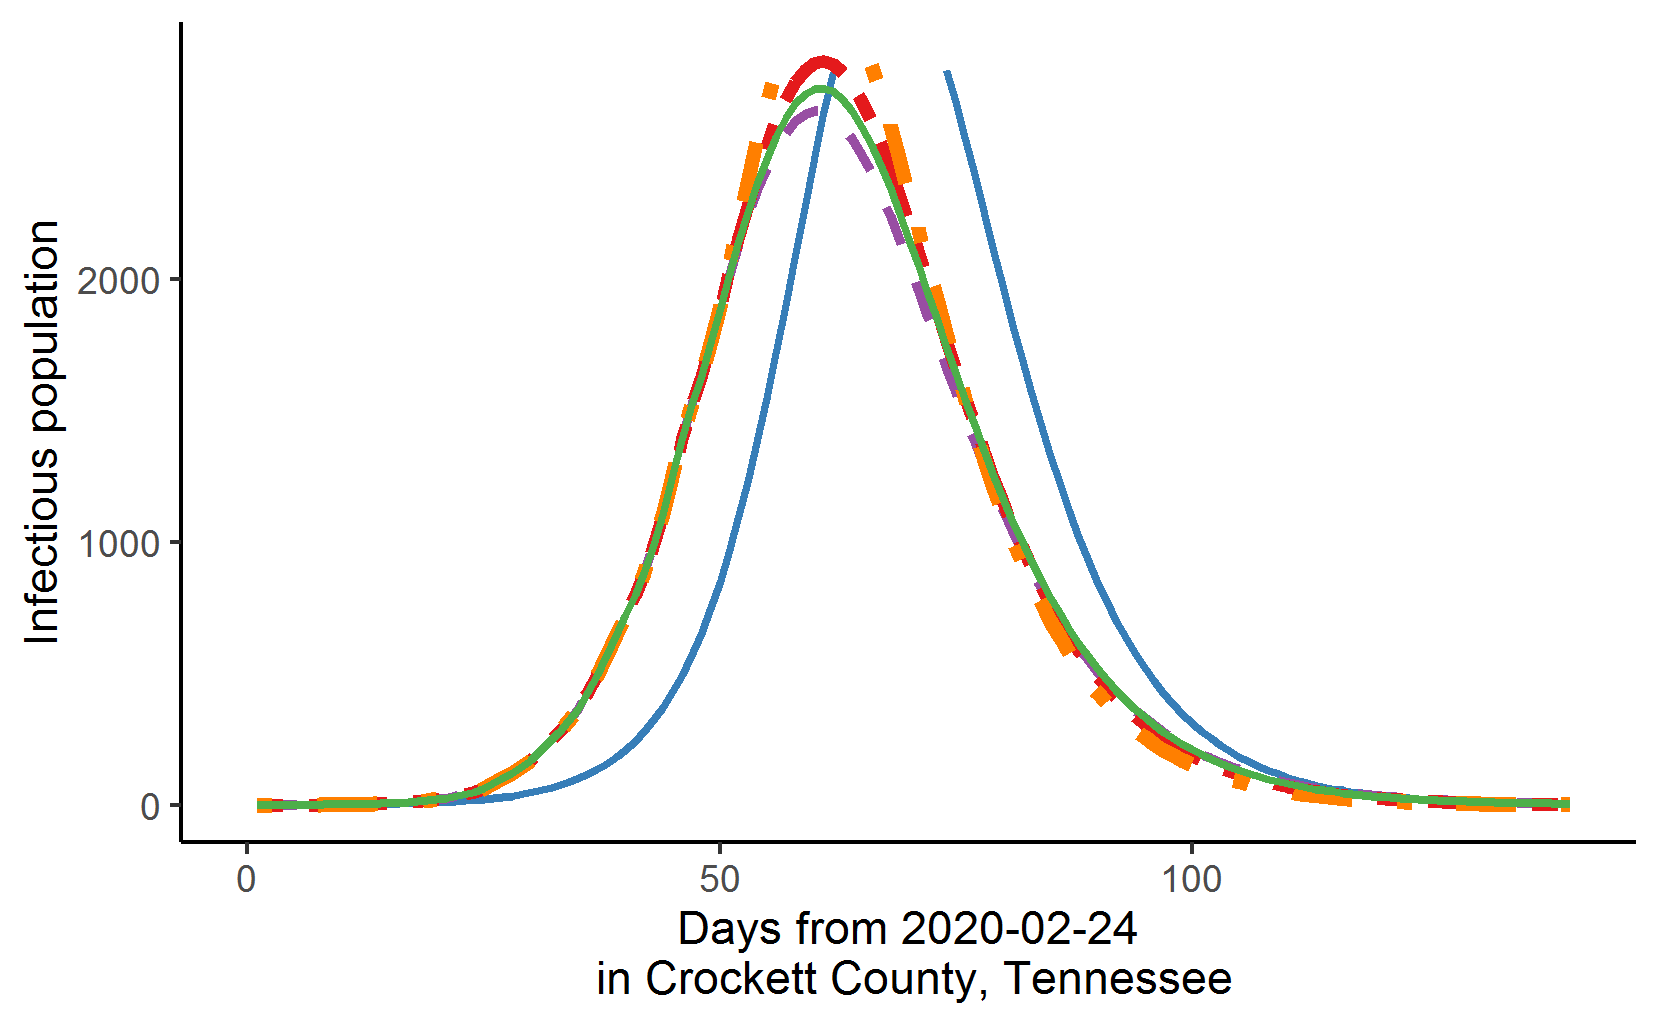 Infectious population
2000
1000
0
0
50
100
Days from 2020-02-24
in Crockett County, Tennessee